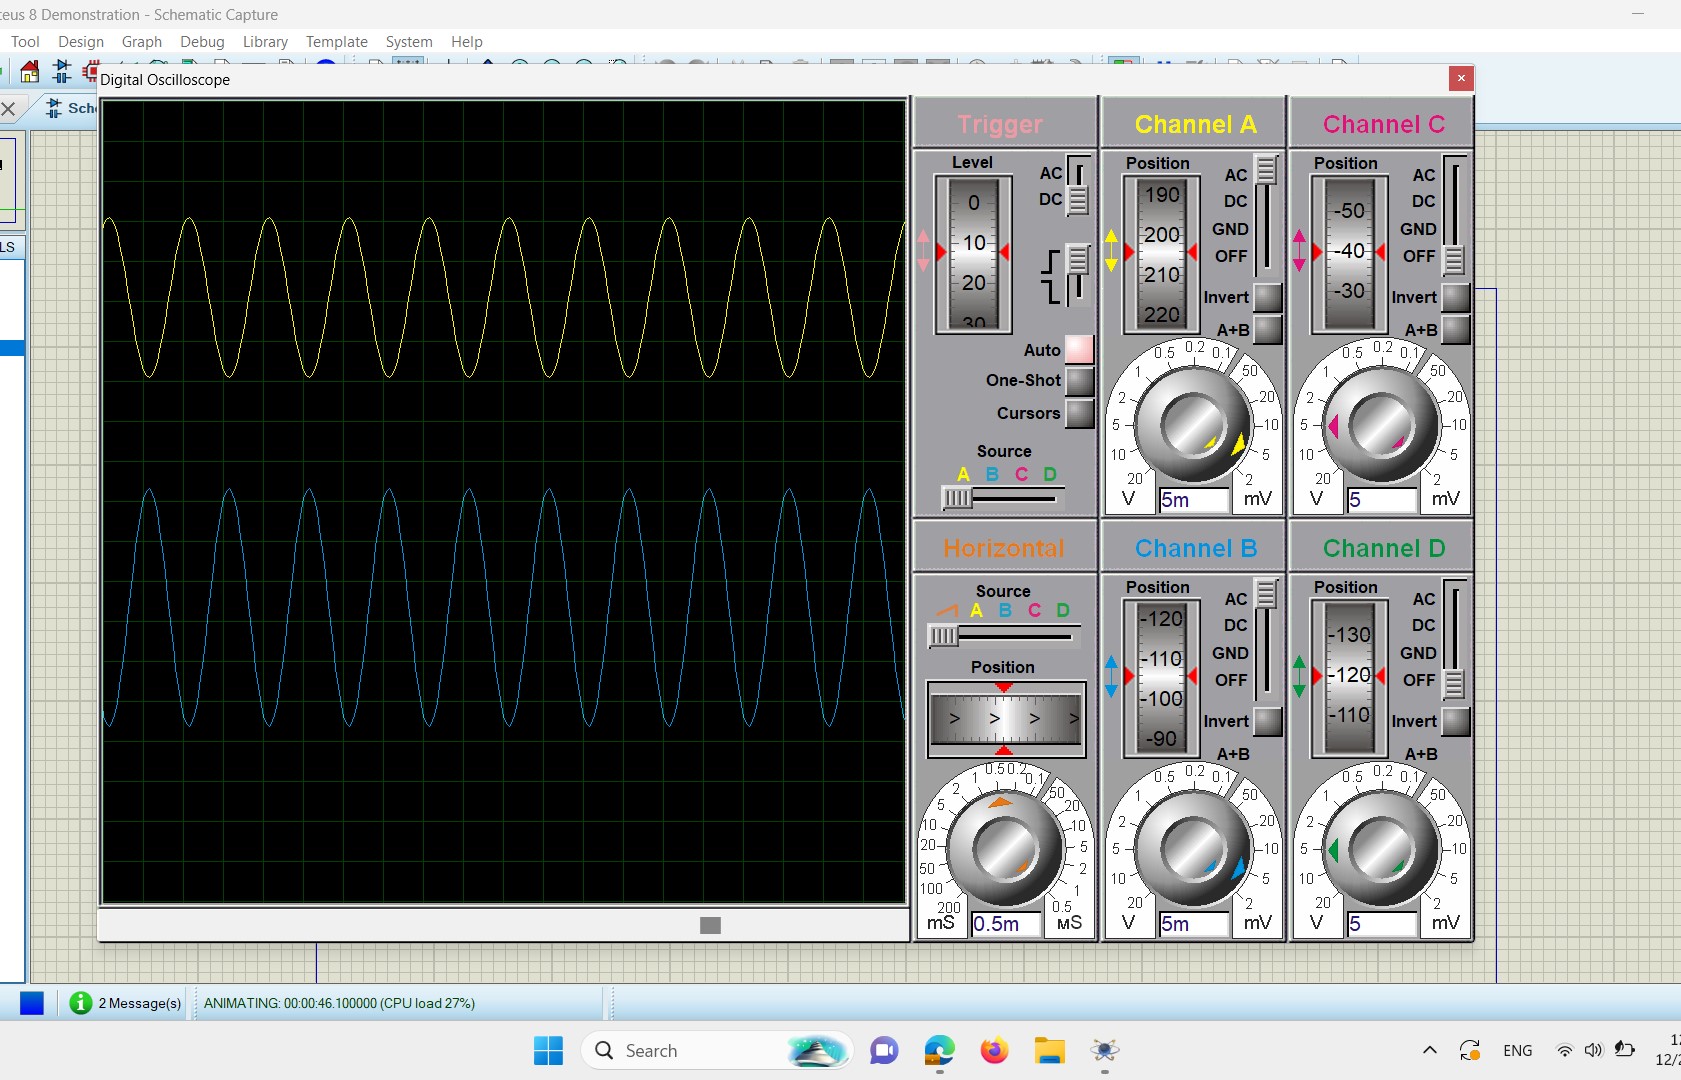 teus 8 Demonstration - Schematic Capture
Tool Design Graph Debug Library Template System Help
Digital Oscilloscope
Sch
LS
Trigger
Level
AC
DC
0
10
20
30
Auto
One-Shot
Cursors
Source
A B C D
Channel A
Position
190
200
210
220
AC
DC
GND
OFF
Invert
A+B
20 10 5 2 1 0.5 0.2 0.1 50 20 10 5 2
V 5m mV
Channel C
Position
-50
-40
-30
AC
DC
GND
OFF
Invert
A+B
20 10 5 2 1 0.5 0.2 0.1 50 20 10 5 2
V 5 mV
Horizontal
Source
A B C D
Position
> > > >
200 100 50 20 10 5 2 1 0.5 0.2 0.1 50 20 10 5 2 1 0.5
mS 0.5m µS
Channel B
Position
-120
-110
-100
-90
AC
DC
GND
OFF
Invert
A+B
20 10 5 2 1 0.5 0.2 0.1 50 20 10 5 2
V 5m mV
Channel D
Position
-130
-120
-110
AC
DC
GND
OFF
Invert
A+B
20 10 5 2 1 0.5 0.2 0.1 50 20 10 5 2
V 5 mV
2 Message(s) ANIMATING: 00:00:46.100000 (CPU load 27%)
Search
ENG
12/2